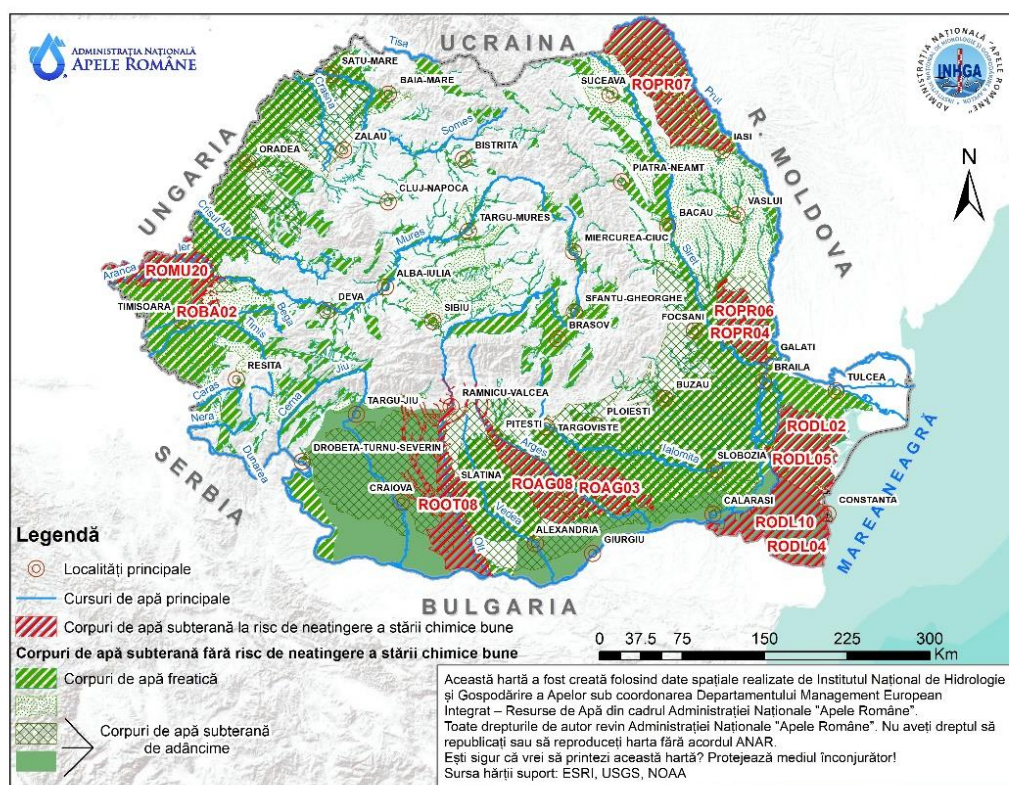 ADMINISTRAȚIA NAȚIONALĂ
APELE ROMÂNE
ADMINISTRAȚIA NAȚIONALĂ "APELE ROMÂNE"
INHGA
UCRAINA
R. MOLDOVA
UNGARIA
SERBIA
BULGARIA
MAREA NEAGRĂ
N
Tisa
SATU-MARE
BAIA-MARE
SUCEAVA
ROPR07
Prut
Crasna
Somes
IASI
ZALAU
ORADEA
BISTRITA
PIATRA-NEAMT
CLUJ-NAPOCA
VASLUI
TARGU-MURES
BACAU
Crisul Alb
Mures
MIERCUREA-CIUC
Siret
Ier
Aranca
ROMU20
ALBA-IULIA
DEVA
SFANTU-GHEORGHE
TIMISOARA
ROBA02
Bega
Timis
SIBIU
BRASOV
FOCSANI
ROPR06
ROPR04
GALATI
BRAILA
TULCEA
RESITA
Caras
Nera
Cerna
Jiu
TARGU-JIU
RAMNICU-VALCEA
BUZAU
PLOIESTI
PITESTI
TARGOVISTE
RODL02
DROBETA-TURNU-SEVERIN
Arges
Ialomita
SLOBOZIA
RODL05
Dunarea
SLATINA
ROAG08
ROAG03
CRAIOVA
ROOT08
Vedea
CALARASI
CONSTANTA
RODL10
ALEXANDRIA
GIURGIU
RODL04
Olt
Legendă
Localități principale
Cursuri de apă principale
Corpuri de apă subterană la risc de neatingere a stării chimice bune
Corpuri de apă subterană fără risc de neatingere a stării chimice bune
Corpuri de apă freatică
Corpuri de apă subterană
de adâncime
0 37.5 75 150 225 300
Km
Această hartă a fost creată folosind date spațiale realizate de Institutul Național de Hidrologie
și Gospodărire a Apelor sub coordonarea Departamentului Management European
Integrat – Resurse de Apă din cadrul Administrației Naționale "Apele Române".
Toate drepturile de autor revin Administrației Naționale "Apele Române". Nu aveți dreptul să
republicați sau să reproduceți harta fără acordul ANAR.
Ești sigur că vrei să printezi această hartă? Protejează mediul înconjurător!
Sursa hărții suport: ESRI, USGS, NOAA